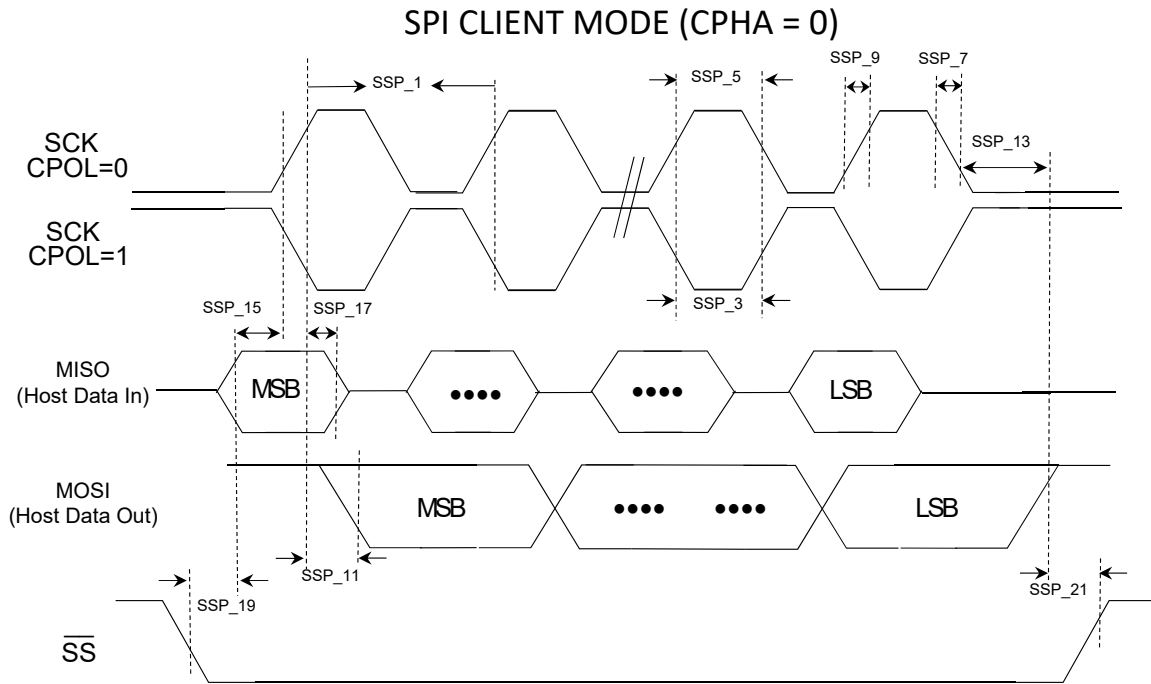 SPI CLIENT MODE (CPHA = 0)
SSP_1
SSP_5
SSP_9
SSP_7
SCK
CPOL=0
SSP_13
SCK
CPOL=1
SSP_3
SSP_15
SSP_17
MISO
(Host Data In)
MSB
●●●●
●●●●
LSB
MOSI
(Host Data Out)
MSB
●●●●
●●●●
LSB
SSP_11
SSP_19
SSP_21
SS